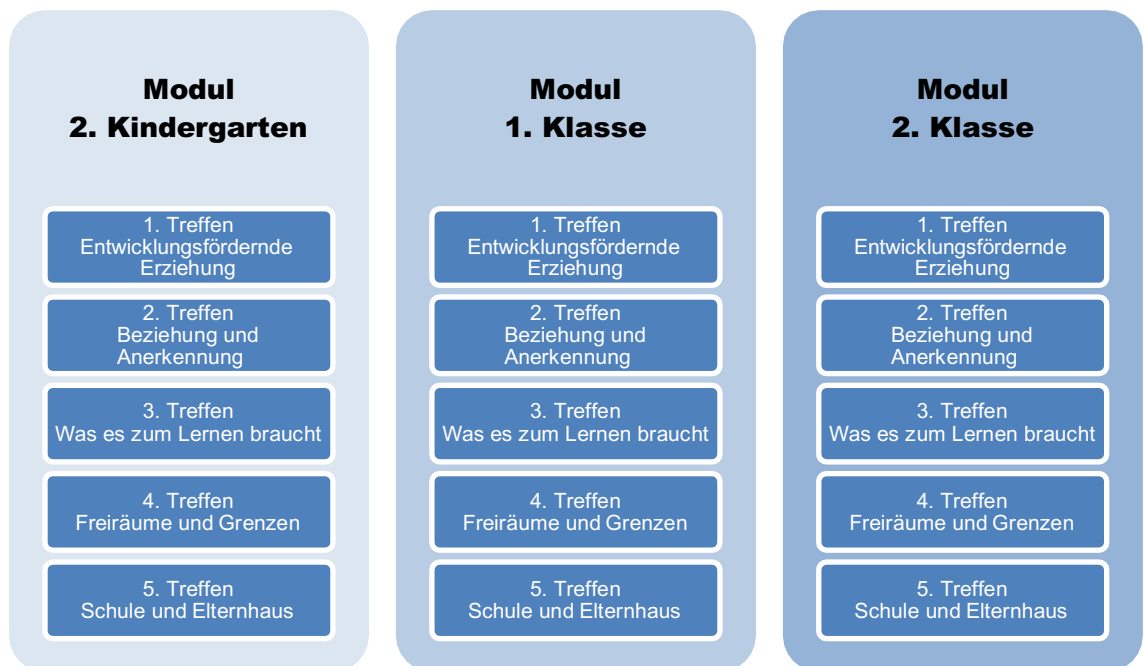 Modul
2. Kindergarten
1. Treffen
Entwicklungsfördernde
Erziehung
2. Treffen
Beziehung und
Anerkennung
3. Treffen
Was es zum Lernen braucht
4. Treffen
Freiräume und Grenzen
5. Treffen
Schule und Elternhaus
Modul
1. Klasse
1. Treffen
Entwicklungsfördernde
Erziehung
2. Treffen
Beziehung und
Anerkennung
3. Treffen
Was es zum Lernen braucht
4. Treffen
Freiräume und Grenzen
5. Treffen
Schule und Elternhaus
Modul
2. Klasse
1. Treffen
Entwicklungsfördernde
Erziehung
2. Treffen
Beziehung und
Anerkennung
3. Treffen
Was es zum Lernen braucht
4. Treffen
Freiräume und Grenzen
5. Treffen
Schule und Elternhaus